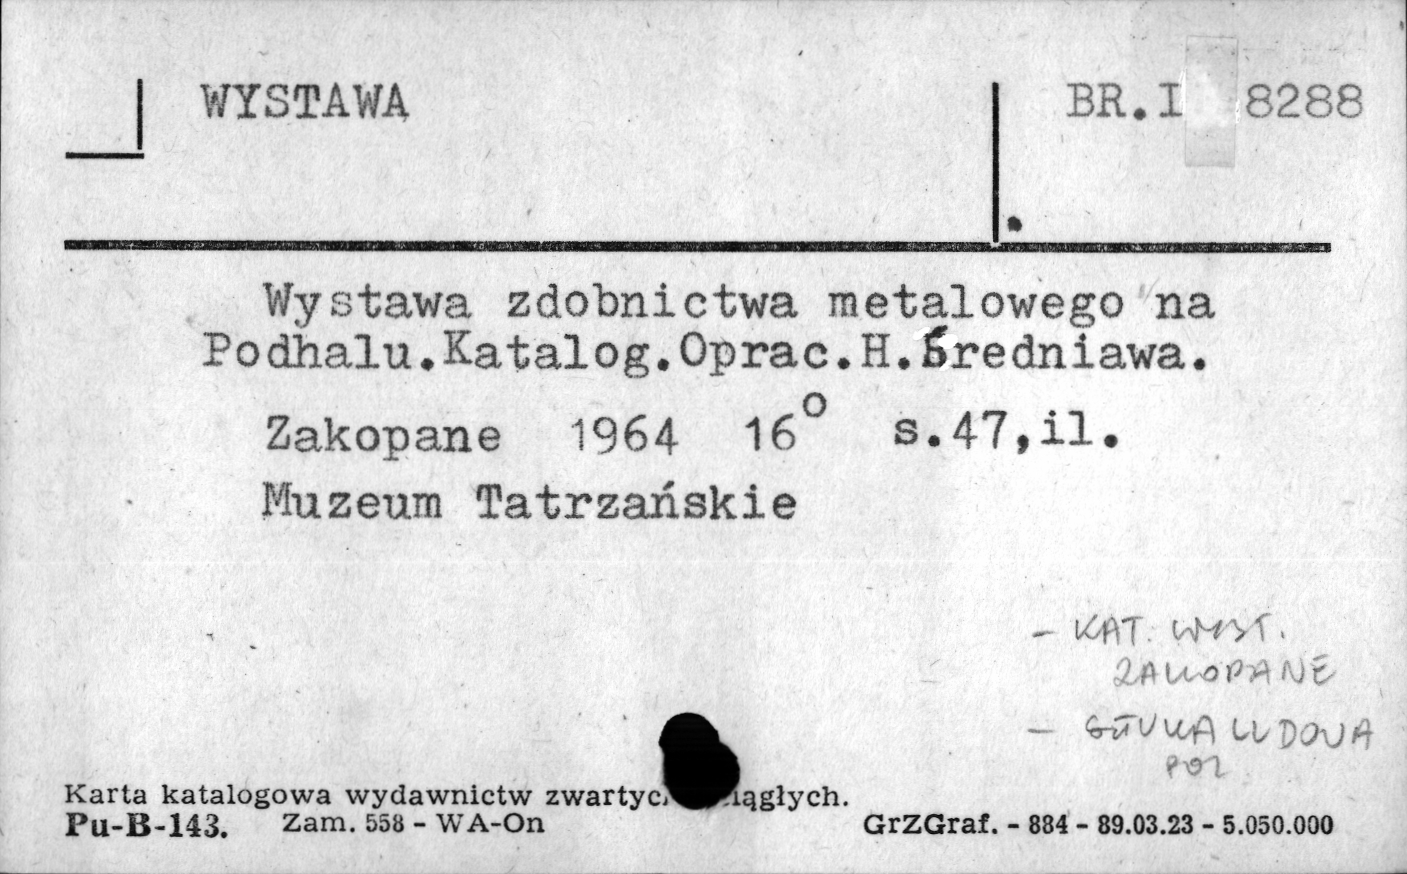 WYSTAWA
BR.I 8288
Wystawa zdobnictwa metalowego na
Podhalu.Katalog.Oprac.H.Średniawa.
Zakopane 1964 16° s.47,il.
Muzeum Tatrzańskie
- KAT. WYST.
ZAKOPANE
- SZTUKA LUDOWA
POL
Karta katalogowa wydawnictw zwartyc iągłych.
Pu-B-143. Zam. 558 - WA-On
GrZGraf. - 884 - 89.03.23 - 5.050.000